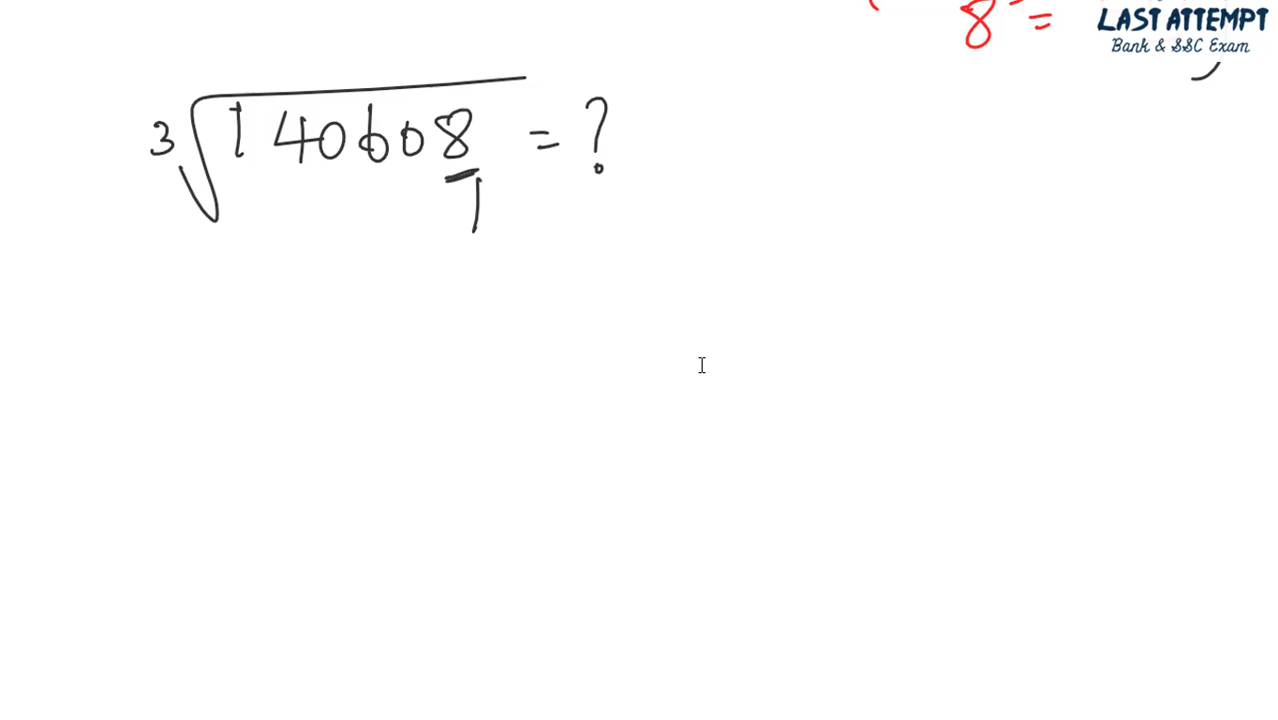 8 =
LAST ATTEMPT
Bank & SSC Exam
³√140608 = ?